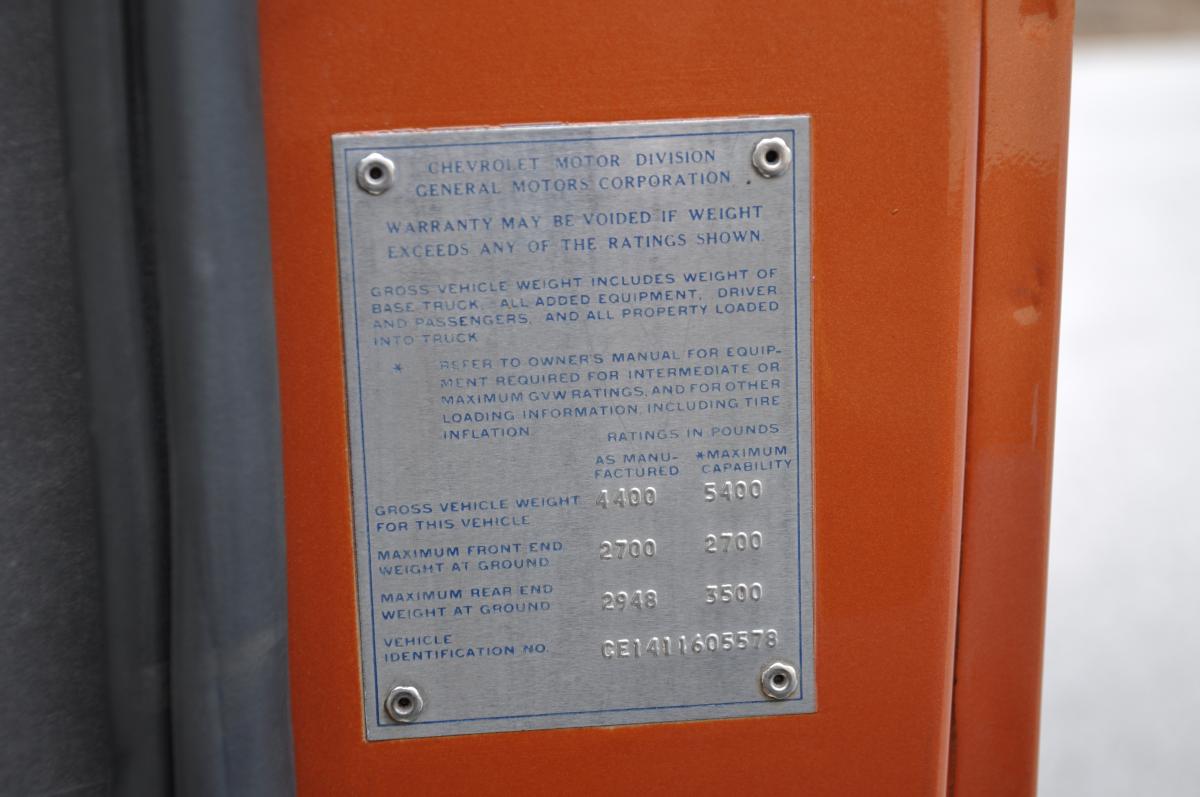 CHEVROLET MOTOR DIVISION
GENERAL MOTORS CORPORATION
WARRANTY MAY BE VOIDED IF WEIGHT
EXCEEDS ANY OF THE RATINGS SHOWN.
GROSS VEHICLE WEIGHT INCLUDES WEIGHT OF
BASE TRUCK, ALL ADDED EQUIPMENT, DRIVER
AND PASSENGERS, AND ALL PROPERTY LOADED
INTO TRUCK
* REFER TO OWNER'S MANUAL FOR EQUIP-
MENT REQUIRED FOR INTERMEDIATE OR
MAXIMUM GVW RATINGS, AND FOR OTHER
LOADING INFORMATION, INCLUDING TIRE
INFLATION
RATINGS IN POUNDS
AS MANU- *MAXIMUM
FACTURED CAPABILITY
GROSS VEHICLE WEIGHT 4400 5400
FOR THIS VEHICLE
MAXIMUM FRONT END 2700 2700
WEIGHT AT GROUND
MAXIMUM REAR END 2948 3500
WEIGHT AT GROUND
VEHICLE
IDENTIFICATION NO. CE1411605578